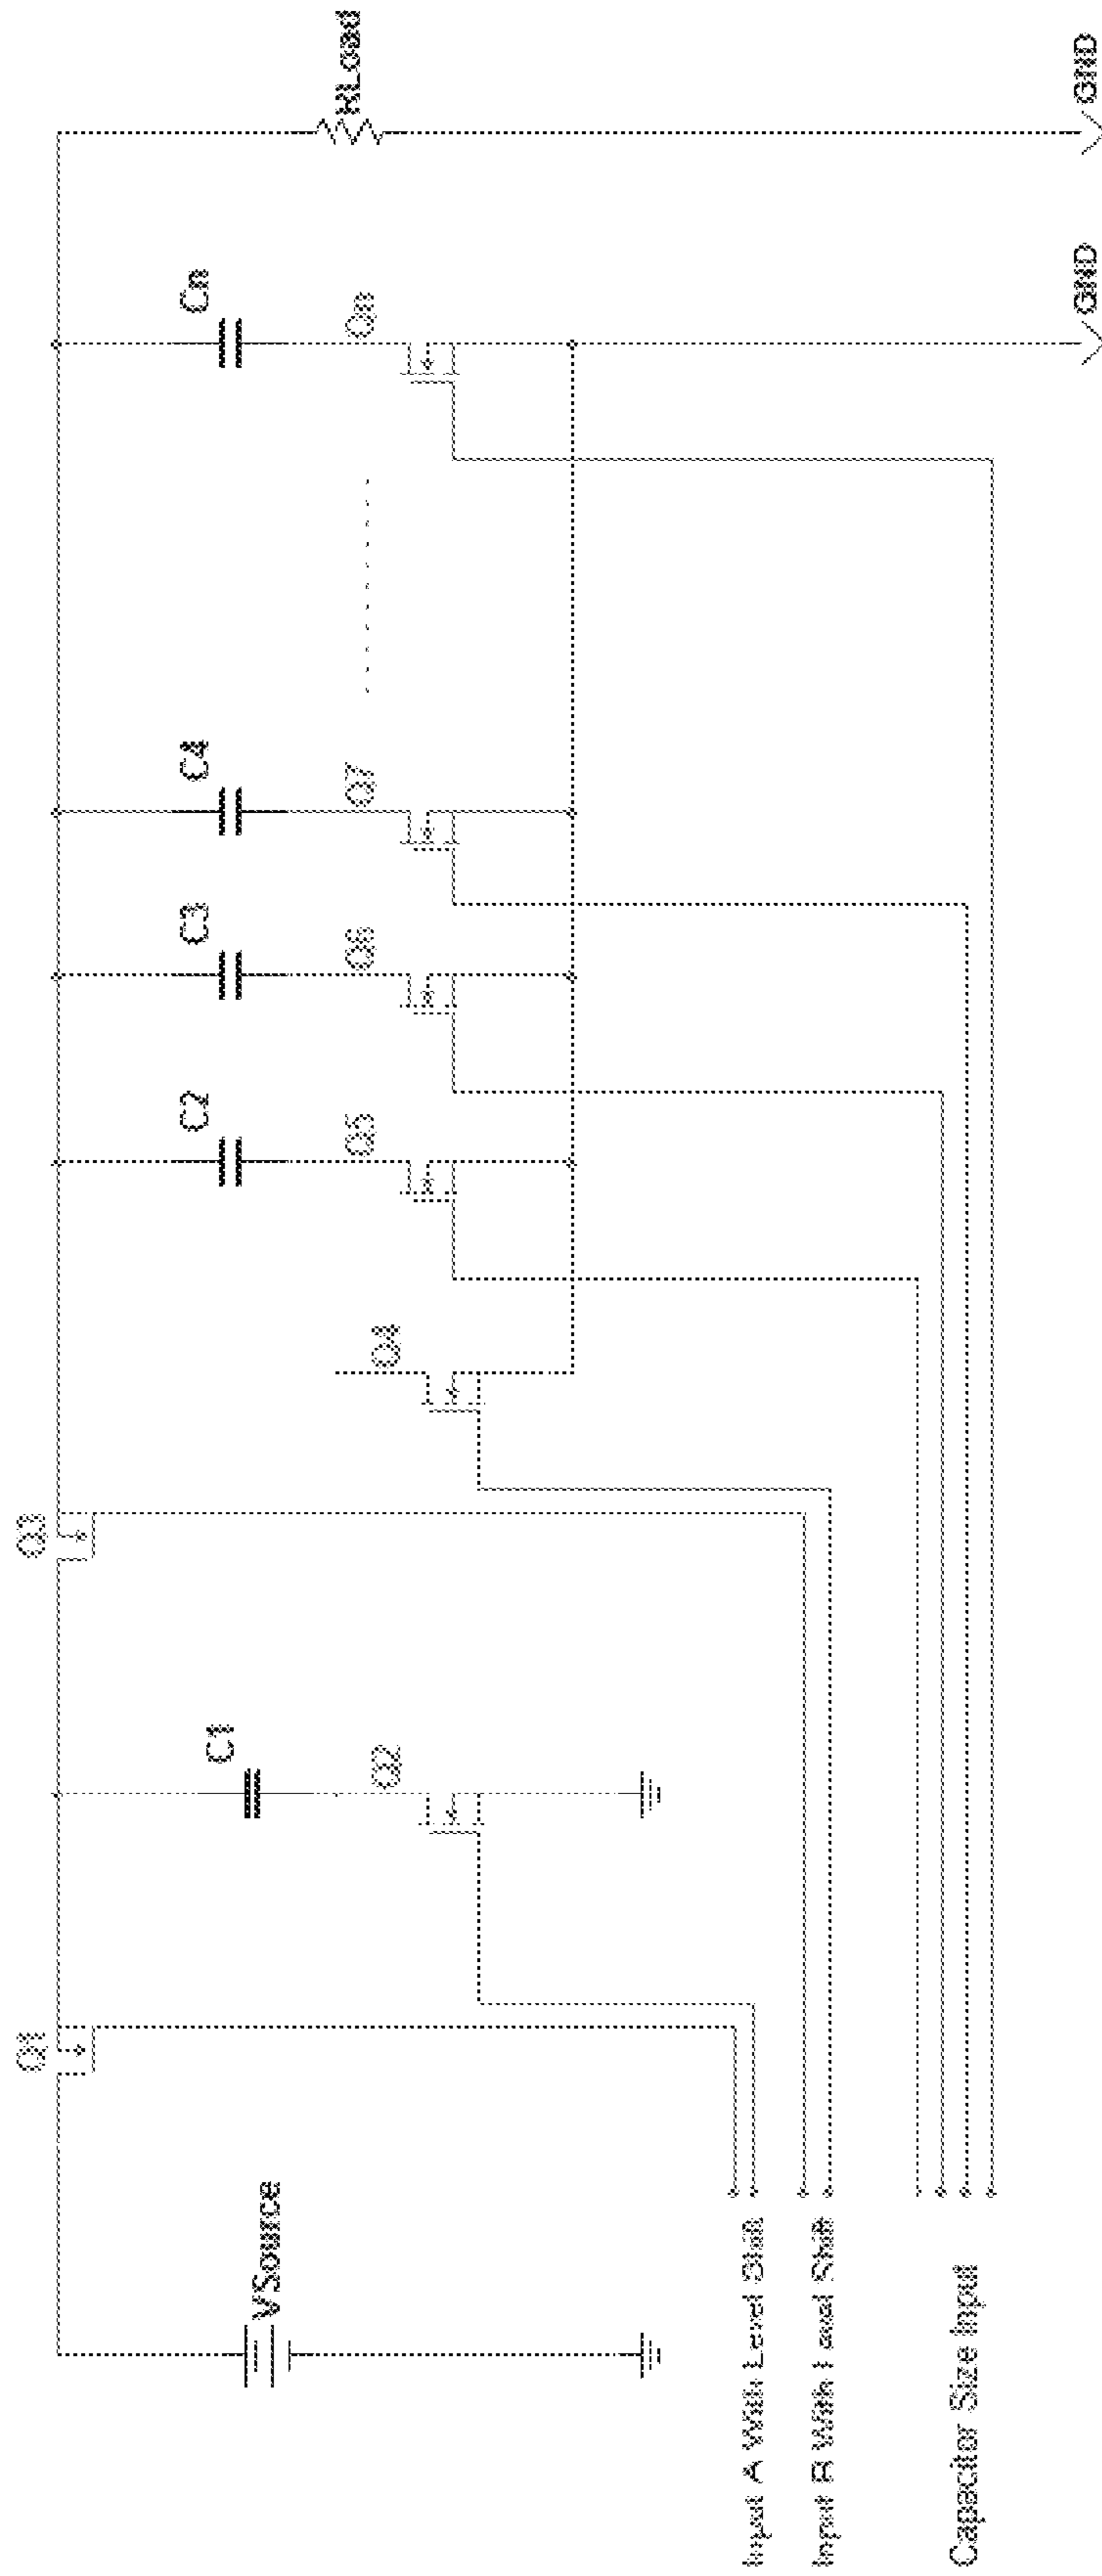 Q1
Q3
VSource
C1
Q2
Q4
C2
Q5
C3
Q6
C4
Q7
Cn
Qn
RLoad
GND
GND
Input A With Level Shift
Input B With Level Shift
Capacitor Size Input